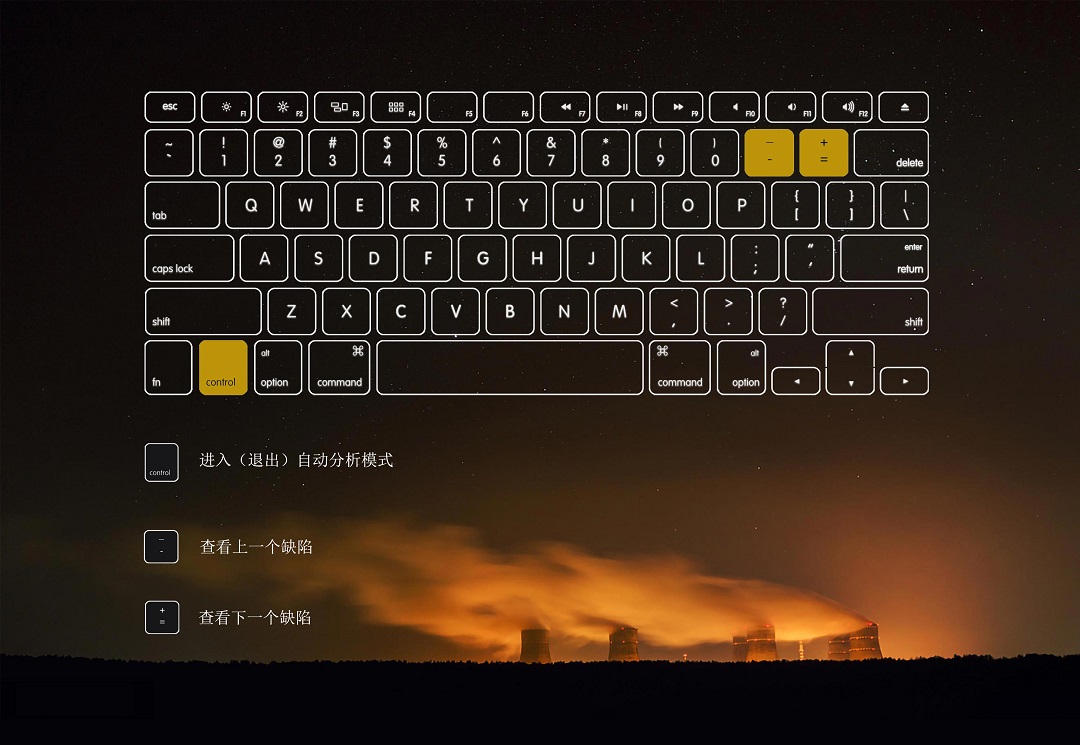 esc F1 F2 F3 F4 F5 F6 F7 F8 F9 F10 F11 F12
~ ! @ # $ % ^ & * ( ) – +
` 1 2 3 4 5 6 7 8 9 0 - = delete
tab Q W E R T Y U I O P { [ } ] | \
caps lock A S D F G H J K L : ; “ ‘ enter return
shift Z X C V B N M < , > . ? / shift
fn control alt option ⌘ command ⌘ command alt option ◄ ▲ ▼ ►
control 进入（退出）自动分析模式
– - 查看上一个缺陷
+ = 查看下一个缺陷